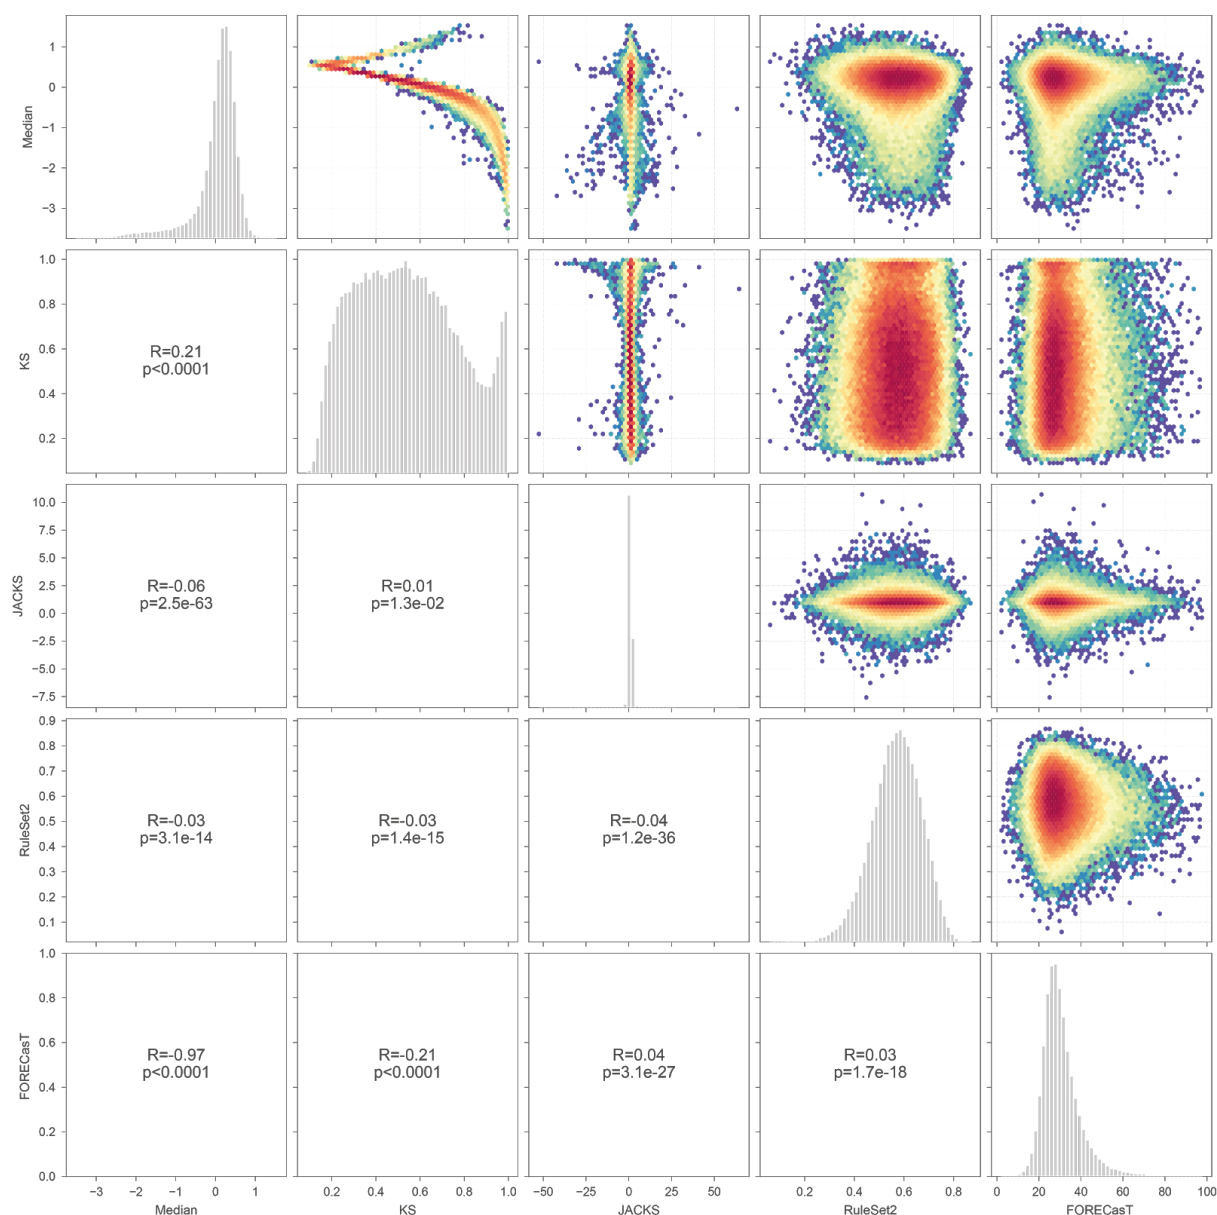 1
0
−1
−2
−3
Median
1.0
0.8
0.6
0.4
0.2
KS
R=0.21
p<0.0001
10.0
7.5
5.0
2.5
0.0
−2.5
−5.0
−7.5
JACKS
R=-0.06
p=2.5e-63
R=0.01
p=1.3e-02
0.9
0.8
0.7
0.6
0.5
0.4
0.3
0.2
0.1
RuleSet2
R=-0.03
p=3.1e-14
R=-0.03
p=1.4e-15
R=-0.04
p=1.2e-36
1.0
0.8
0.6
0.4
0.2
0.0
FORECasT
R=-0.97
p<0.0001
R=-0.21
p<0.0001
R=0.04
p=3.1e-27
R=0.03
p=1.7e-18
−3 −2 −1 0 1
0.2 0.4 0.6 0.8 1.0
−50 −25 0 25 50
0.2 0.4 0.6 0.8
0 20 40 60 80 100
Median
KS
JACKS
RuleSet2
FORECasT